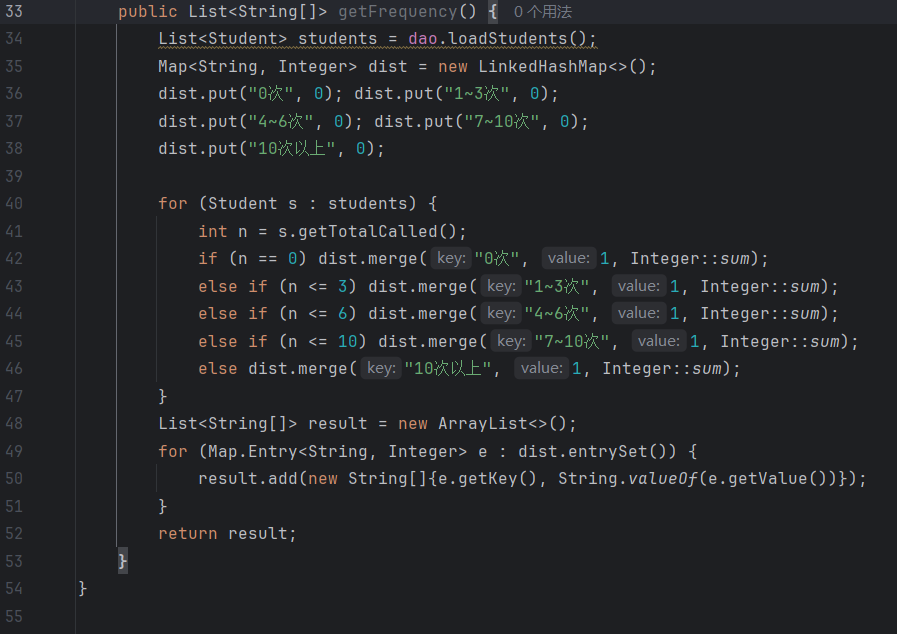 33 public List<String[]> getFrequency() { 0 个用法
34 List<Student> students = dao.loadStudents();
35 Map<String, Integer> dist = new LinkedHashMap<>();
36 dist.put("0次", 0); dist.put("1~3次", 0);
37 dist.put("4~6次", 0); dist.put("7~10次", 0);
38 dist.put("10次以上", 0);
39
40 for (Student s : students) {
41 int n = s.getTotalCalled();
42 if (n == 0) dist.merge( key: "0次", value: 1, Integer::sum);
43 else if (n <= 3) dist.merge( key: "1~3次", value: 1, Integer::sum);
44 else if (n <= 6) dist.merge( key: "4~6次", value: 1, Integer::sum);
45 else if (n <= 10) dist.merge( key: "7~10次", value: 1, Integer::sum);
46 else dist.merge( key: "10次以上", value: 1, Integer::sum);
47 }
48 List<String[]> result = new ArrayList<>();
49 for (Map.Entry<String, Integer> e : dist.entrySet()) {
50 result.add(new String[]{e.getKey(), String.valueOf(e.getValue())});
51 }
52 return result;
53 }
54 }
55